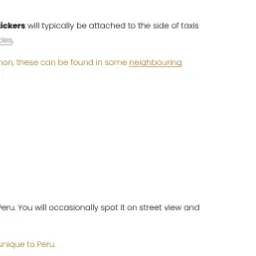 ickers will typically be attached to the side of taxis
des.
non, these can be found in some neighbouring
Peru. You will occasionally spot it on street view and
unique to Peru.